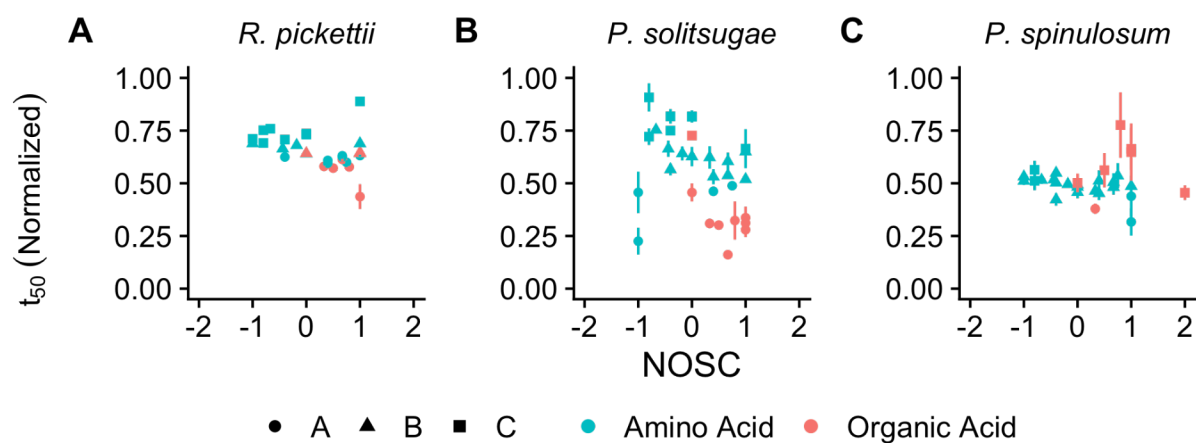 A R. pickettii B P. solitsugae C P. spinulosum
t50 (Normalized)
1.00 1.00 1.00
0.75 0.75 0.75
0.50 0.50 0.50
0.25 0.25 0.25
0.00 0.00 0.00
-2 -1 0 1 2 -2 -1 0 1 2 -2 -1 0 1 2
NOSC
A B C Amino Acid Organic Acid